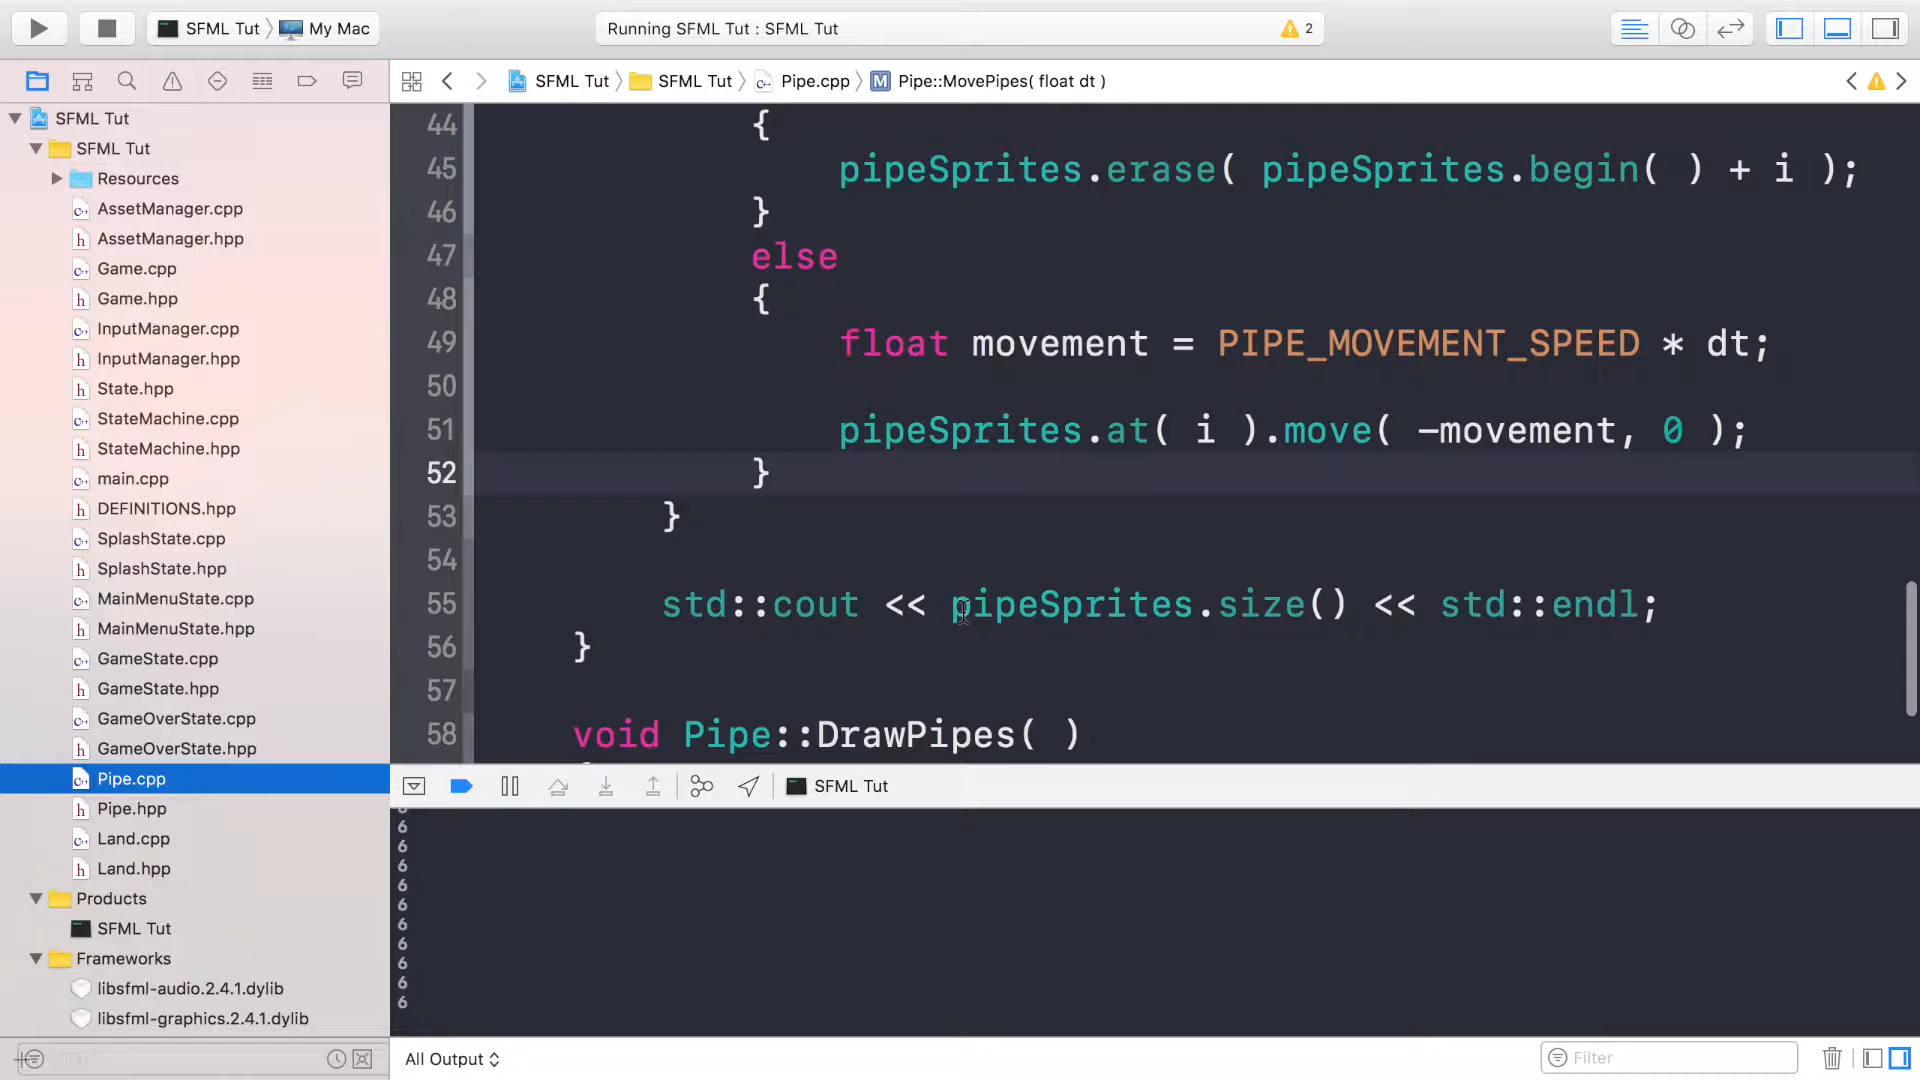 SFML Tut My Mac
Running SFML Tut : SFML Tut
2
SFML Tut SFML Tut Pipe.cpp M Pipe::MovePipes( float dt )
SFML Tut
SFML Tut
Resources
AssetManager.cpp
AssetManager.hpp
Game.cpp
Game.hpp
InputManager.cpp
InputManager.hpp
State.hpp
StateMachine.cpp
StateMachine.hpp
main.cpp
DEFINITIONS.hpp
SplashState.cpp
SplashState.hpp
MainMenuState.cpp
MainMenuState.hpp
GameState.cpp
GameState.hpp
GameOverState.cpp
GameOverState.hpp
Pipe.cpp
Pipe.hpp
Land.cpp
Land.hpp
Products
SFML Tut
Frameworks
libsfml-audio.2.4.1.dylib
libsfml-graphics.2.4.1.dylib
44 {
45 pipeSprites.erase( pipeSprites.begin( ) + i );
46 }
47 else
48 {
49 float movement = PIPE_MOVEMENT_SPEED * dt;
50
51 pipeSprites.at( i ).move( -movement, 0 );
52 }
53 }
54
55 std::cout << pipeSprites.size() << std::endl;
56 }
57
58 void Pipe::DrawPipes( )
SFML Tut
6
6
6
6
6
6
6
6
6
6
All Output
Filter